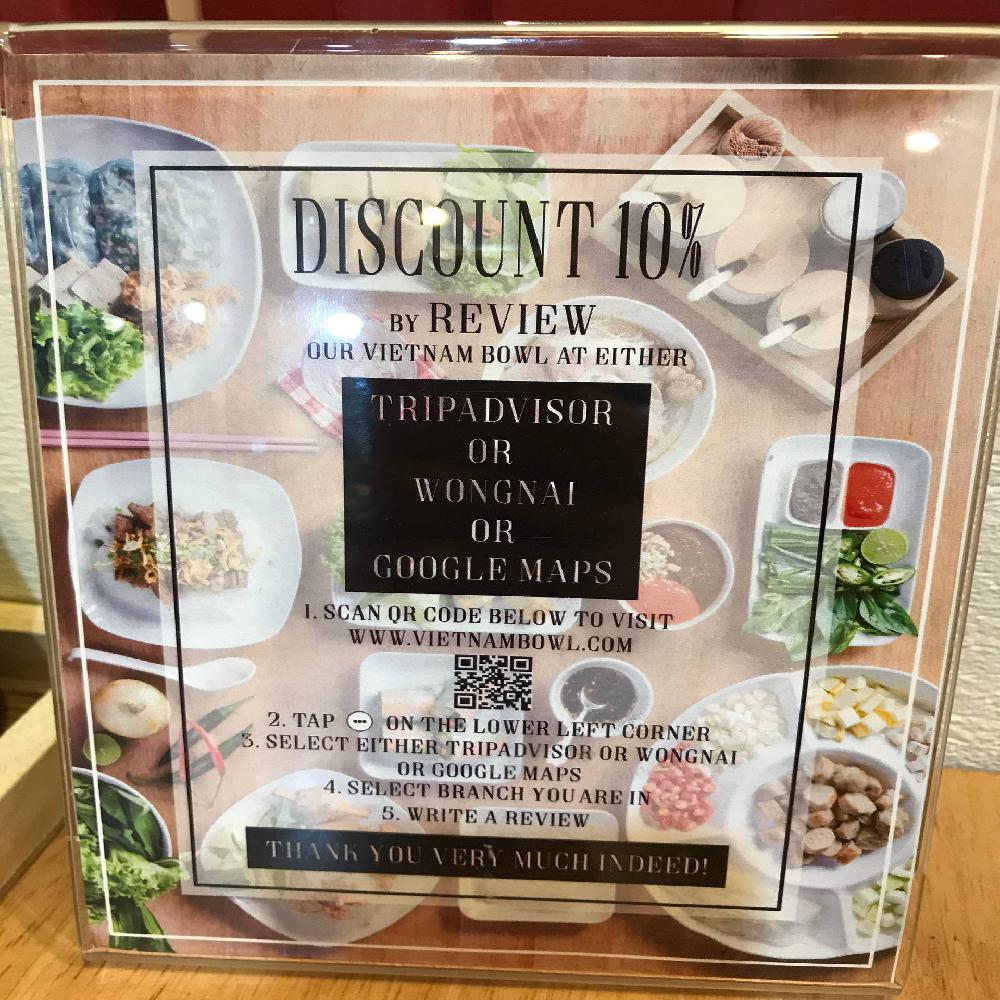 DISCOUNT 10%
BY REVIEW
OUR VIETNAM BOWL AT EITHER
TRIPADVISOR
OR
WONGNAI
OR
GOOGLE MAPS
1. SCAN QR CODE BELOW TO VISIT
WWW.VIETNAMBOWL.COM
2. TAP ON THE LOWER LEFT CORNER
3. SELECT EITHER TRIPADVISOR OR WONGNAI
OR GOOGLE MAPS
4. SELECT BRANCH YOU ARE IN
5. WRITE A REVIEW
THANK YOU VERY MUCH INDEED!